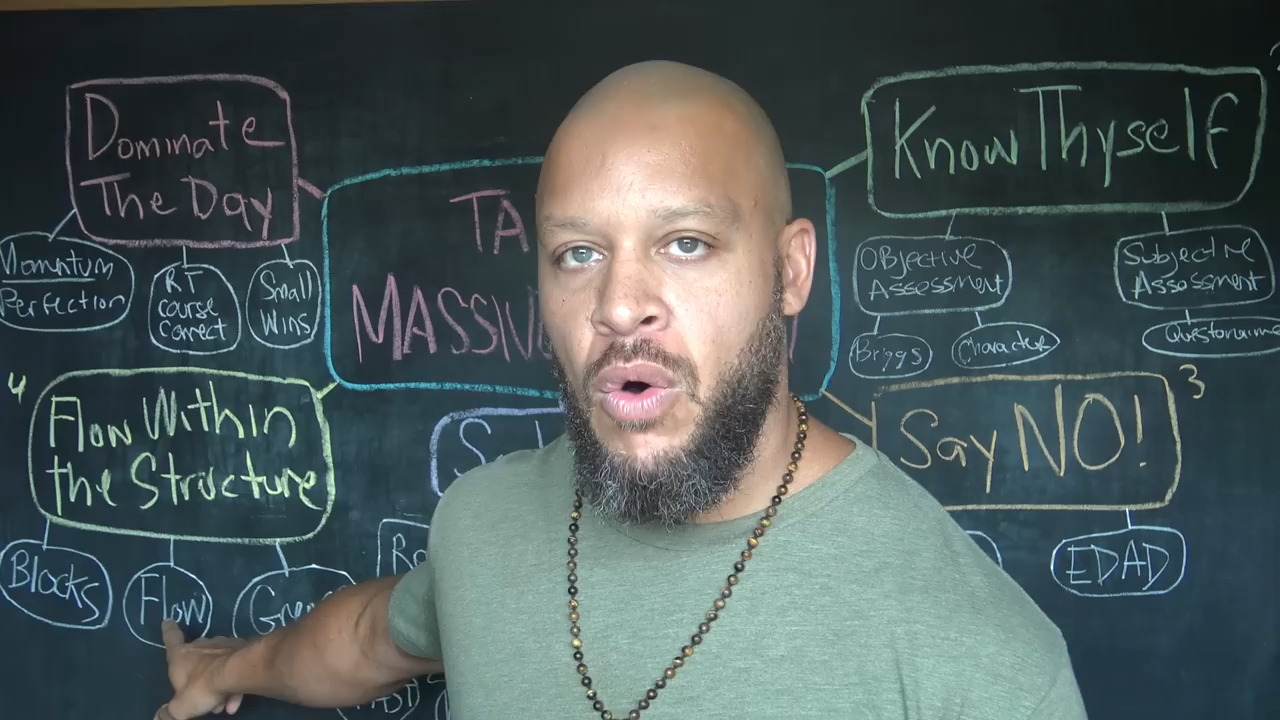 Dominate
The Day
Momentum
Perfection
RT
course
correct
Small
Wins
TA
MASSIV
Know Thyself
Objective
Assessment
Briggs
Character
Subjective
Assessment
4
Flow Within
the Structure
Blocks
Flow
Say NO!
3
EDAD